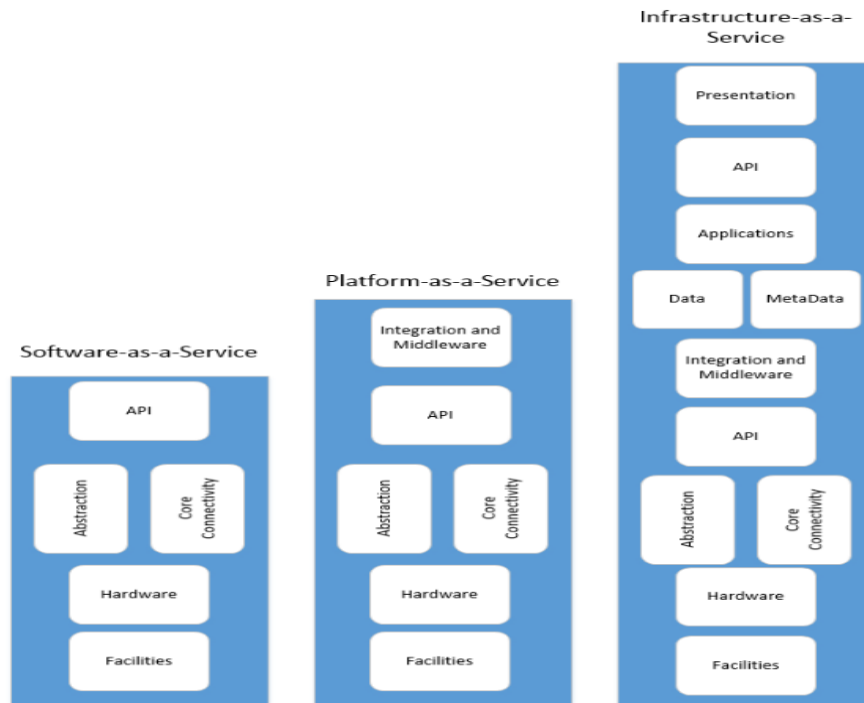 Software-as-a-Service
API
Abstraction
Core
Connectivity
Hardware
Facilities
Platform-as-a-Service
Integration and
Middleware
API
Abstraction
Core
Connectivity
Hardware
Facilities
Infrastructure-as-a-
Service
Presentation
API
Applications
Data
MetaData
Integration and
Middleware
API
Abstraction
Core
Connectivity
Hardware
Facilities